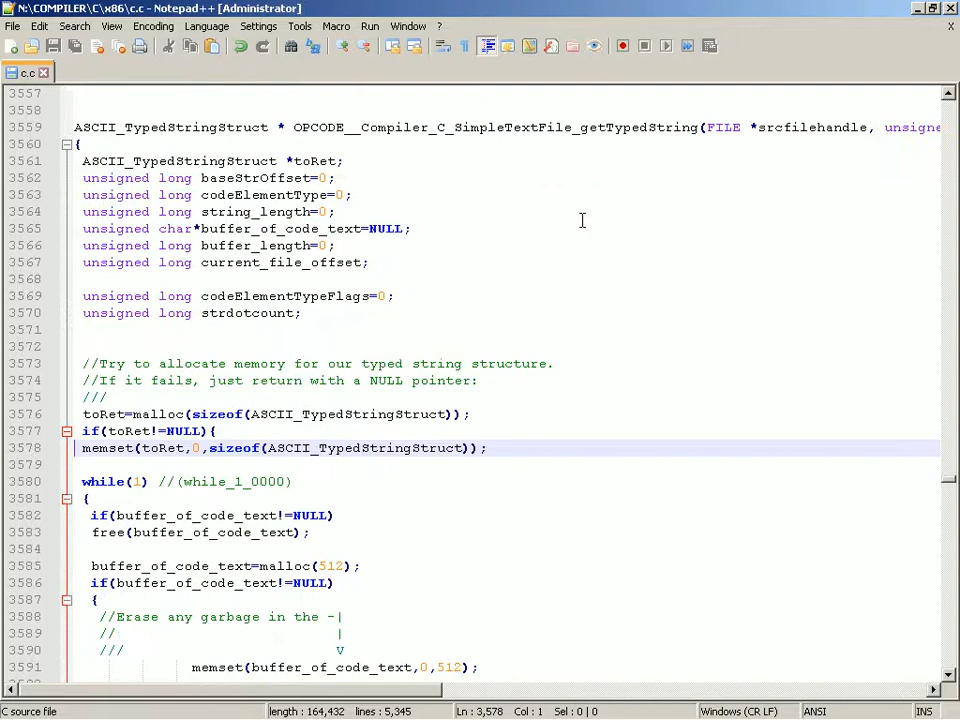 N:\COMPILER\C\x86\c.c - Notepad++ [Administrator]
File Edit Search View Encoding Language Settings Tools Macro Run Window ?
X
c.c
3557
3558
3559 ASCII_TypedStringStruct * OPCODE__Compiler_C_SimpleTextFile_getTypedString(FILE *srcfilehandle, unsigne
3560 {
3561 ASCII_TypedStringStruct *toRet;
3562 unsigned long baseStrOffset=0;
3563 unsigned long codeElementType=0;
3564 unsigned long string_length=0;
3565 unsigned char*buffer_of_code_text=NULL;
3566 unsigned long buffer_length=0;
3567 unsigned long current_file_offset;
3568
3569 unsigned long codeElementTypeFlags=0;
3570 unsigned long strdotcount;
3571
3572
3573 //Try to allocate memory for our typed string structure.
3574 //If it fails, just return with a NULL pointer:
3575 ///
3576 toRet=malloc(sizeof(ASCII_TypedStringStruct));
3577 if(toRet!=NULL){
3578 memset(toRet,0,sizeof(ASCII_TypedStringStruct));
3579
3580 while(1) //(while_1_0000)
3581 {
3582 if(buffer_of_code_text!=NULL)
3583 free(buffer_of_code_text);
3584
3585 buffer_of_code_text=malloc(512);
3586 if(buffer_of_code_text!=NULL)
3587 {
3588 //Erase any garbage in the -|
3589 // |
3590 /// V
3591 memset(buffer_of_code_text,0,512);
C source file length : 164,432 lines : 5,345 Ln : 3,578 Col : 1 Sel : 0 | 0 Windows (CR LF) ANSI INS